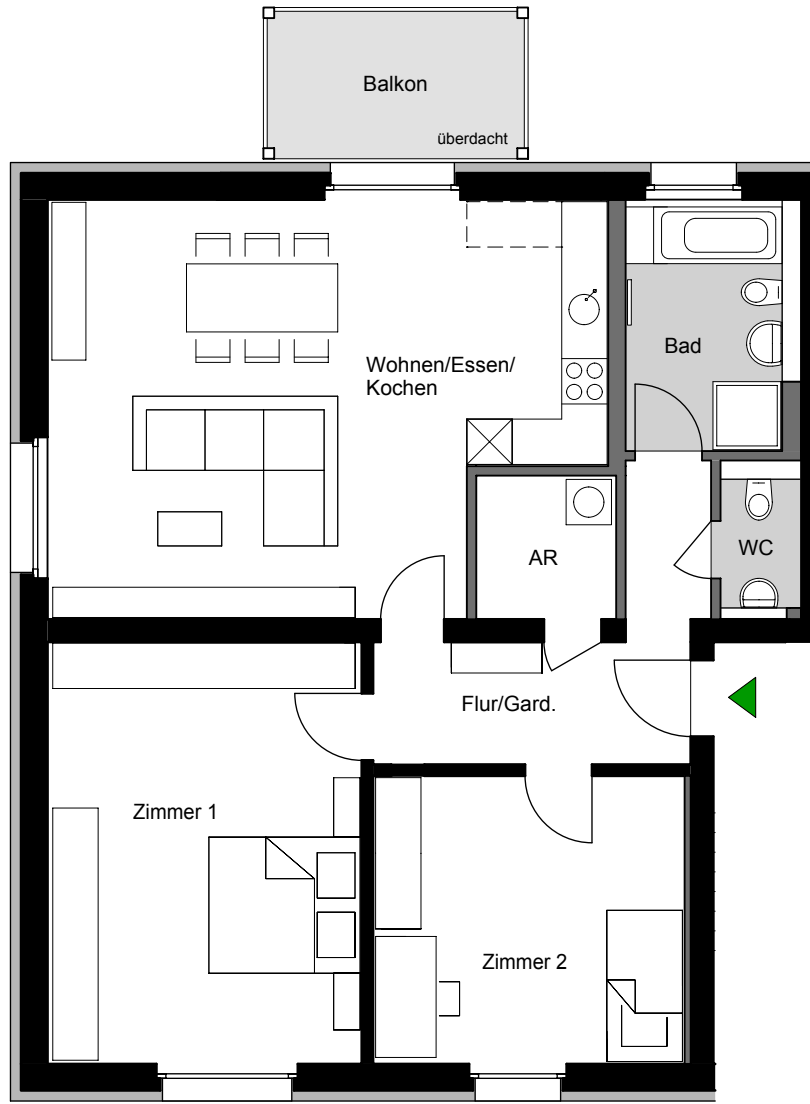 Balkon
überdacht
Wohnen/Essen/
Kochen
Bad
AR
WC
Flur/Gard.
Zimmer 1
Zimmer 2